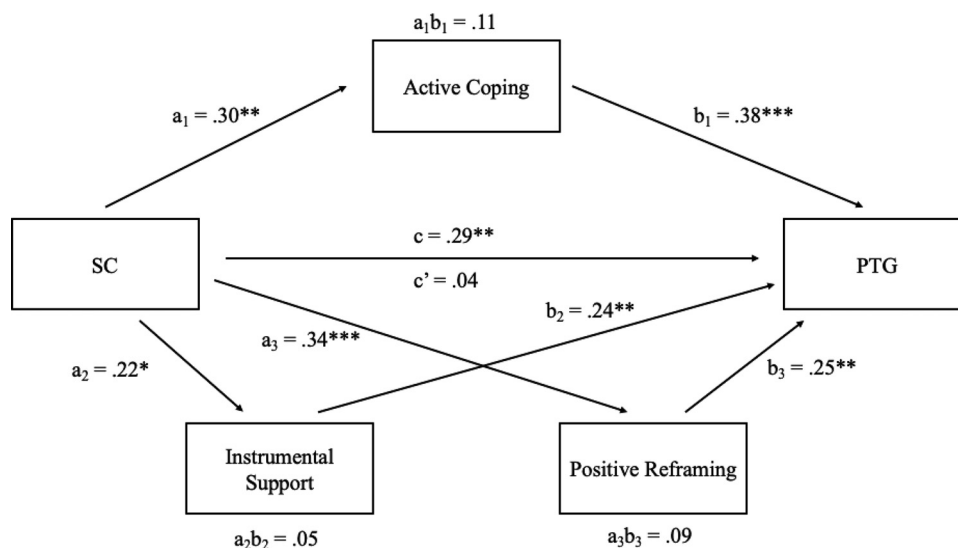 a₁b₁ = .11
Active Coping
a₁ = .30**
b₁ = .38***
SC
c = .29**
c’ = .04
PTG
b₂ = .24**
a₃ = .34***
a₂ = .22*
b₃ = .25**
Instrumental
Support
Positive Reframing
a₂b₂ = .05
a₃b₃ = .09